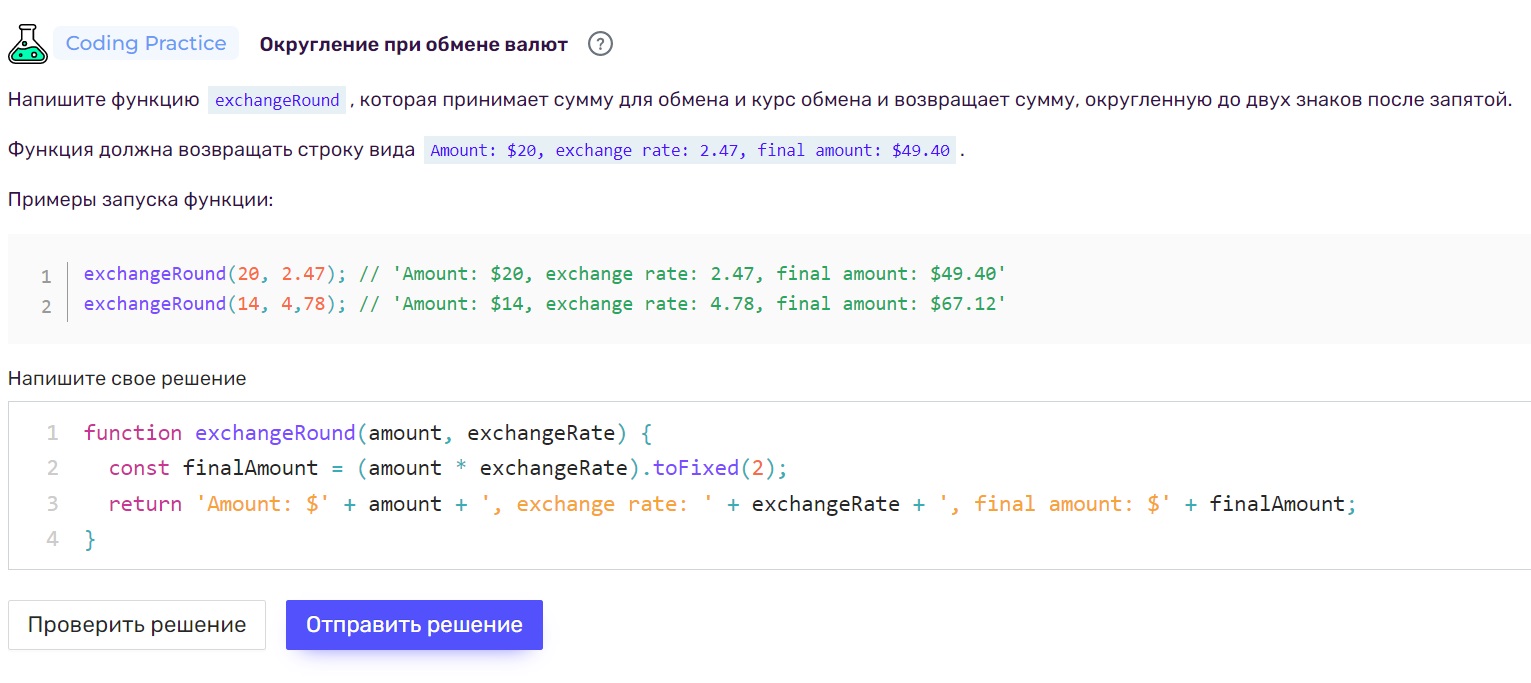 Coding Practice Округление при обмене валют ?
Напишите функцию exchangeRound , которая принимает сумму для обмена и курс обмена и возвращает сумму, округленную до двух знаков после запятой.
Функция должна возвращать строку вида Amount: $20, exchange rate: 2.47, final amount: $49.40 .
Примеры запуска функции:
1 exchangeRound(20, 2.47); // 'Amount: $20, exchange rate: 2.47, final amount: $49.40'
2 exchangeRound(14, 4,78); // 'Amount: $14, exchange rate: 4.78, final amount: $67.12'
Напишите свое решение
1 function exchangeRound(amount, exchangeRate) {
2 const finalAmount = (amount * exchangeRate).toFixed(2);
3 return 'Amount: $' + amount + ', exchange rate: ' + exchangeRate + ', final amount: $' + finalAmount;
4 }
Проверить решение Отправить решение